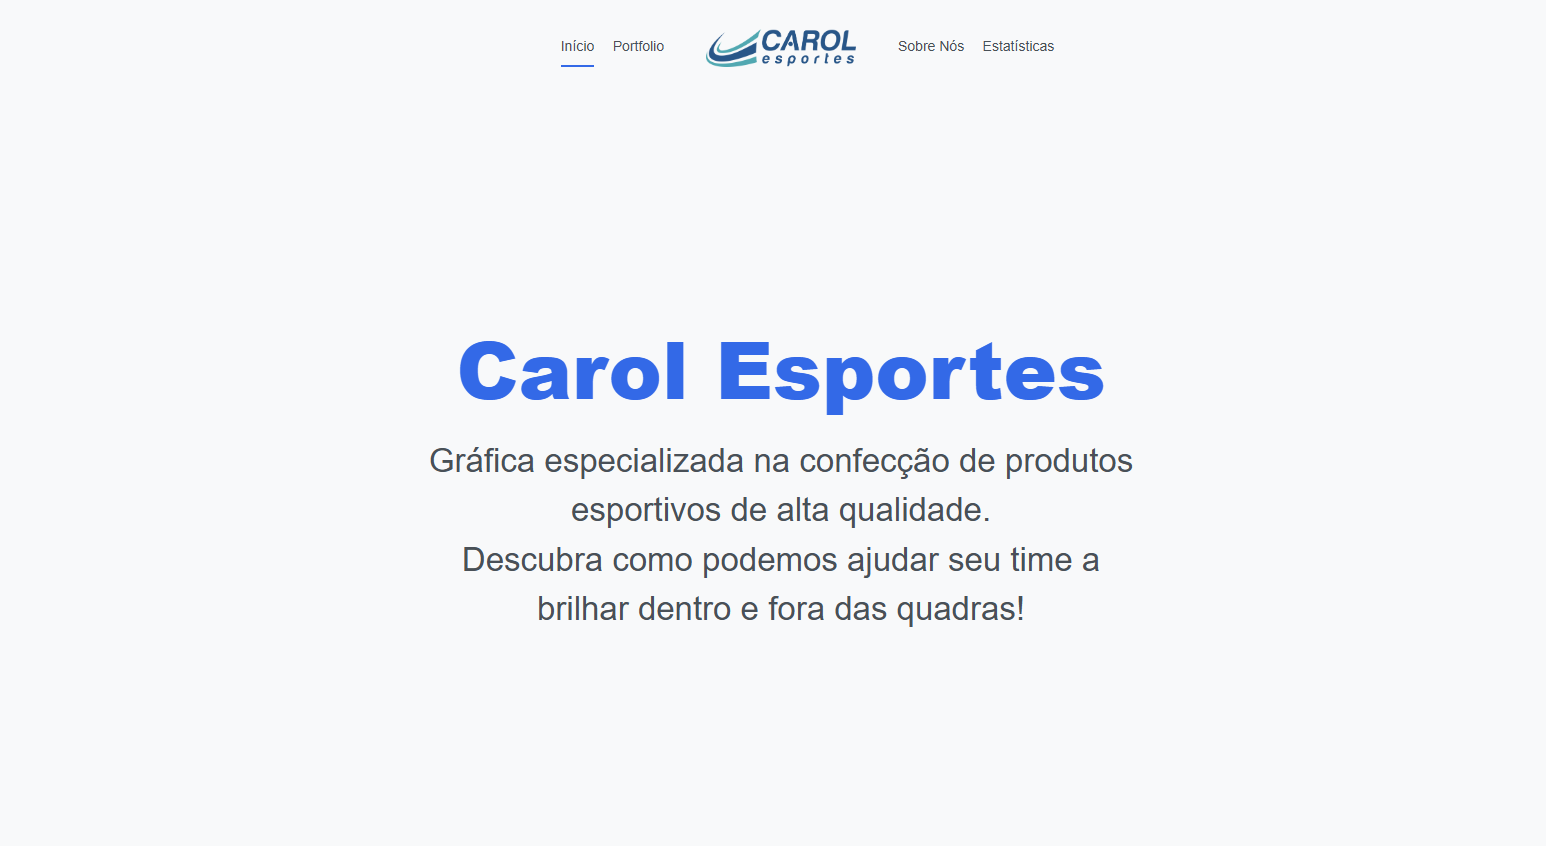 Início Portfolio CAROL esportes Sobre Nós Estatísticas
Carol Esportes
Gráfica especializada na confecção de produtos
esportivos de alta qualidade.
Descubra como podemos ajudar seu time a
brilhar dentro e fora das quadras!